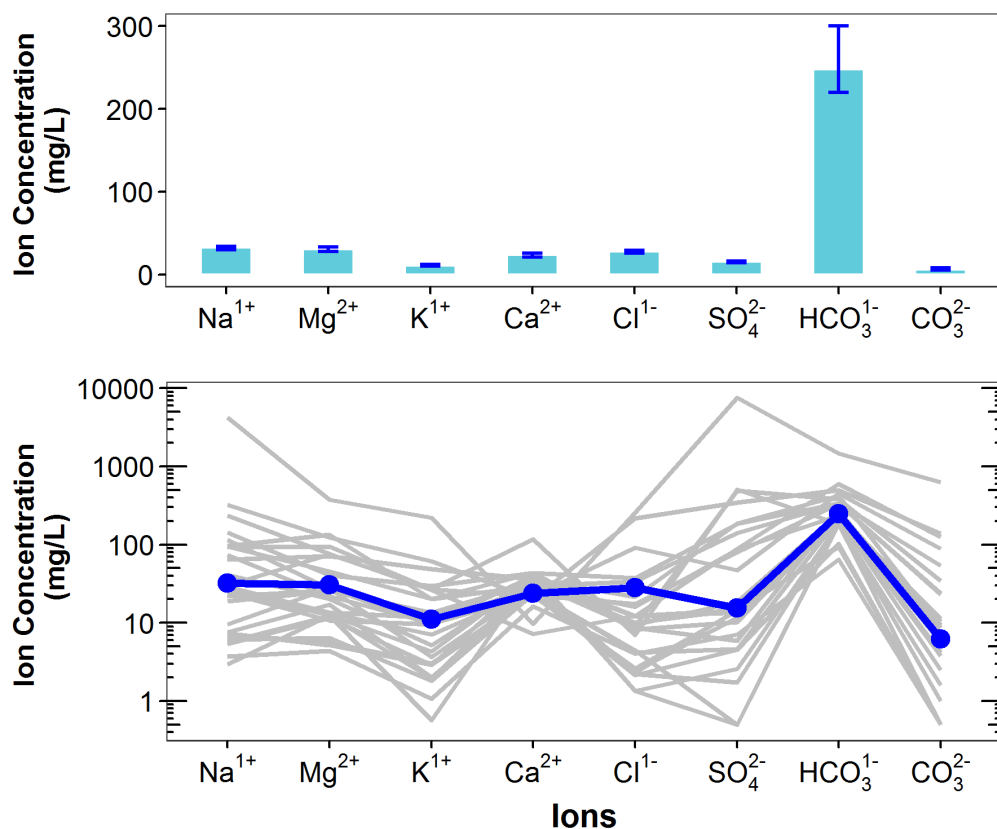 Ion Concentration
(mg/L)
300
200
100
0
Na¹⁺ Mg²⁺ K¹⁺ Ca²⁺ Cl¹⁻ SO₄²⁻ HCO₃¹⁻ CO₃²⁻
Ion Concentration
(mg/L)
10000
1000
100
10
1
Na¹⁺ Mg²⁺ K¹⁺ Ca²⁺ Cl¹⁻ SO₄²⁻ HCO₃¹⁻ CO₃²⁻
Ions